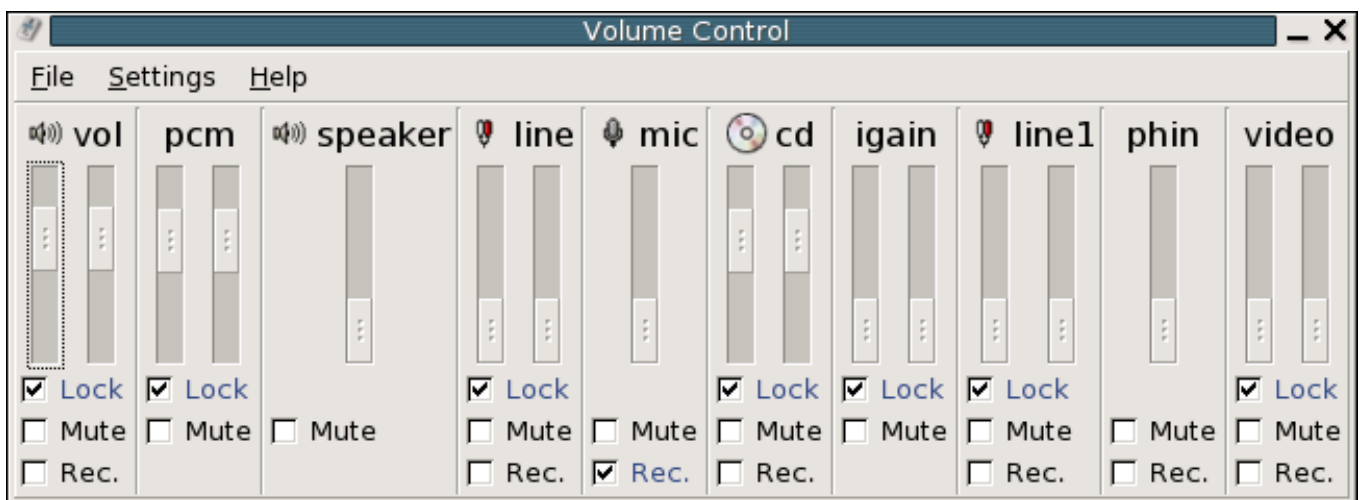 Volume Control
File Settings Help
vol pcm speaker line mic cd igain line1 phin video
Lock Lock Lock Lock Lock Lock Lock
Mute Mute Mute Mute Mute Mute Mute Mute Mute Mute
Rec. Rec. Rec. Rec. Rec. Rec. Rec.